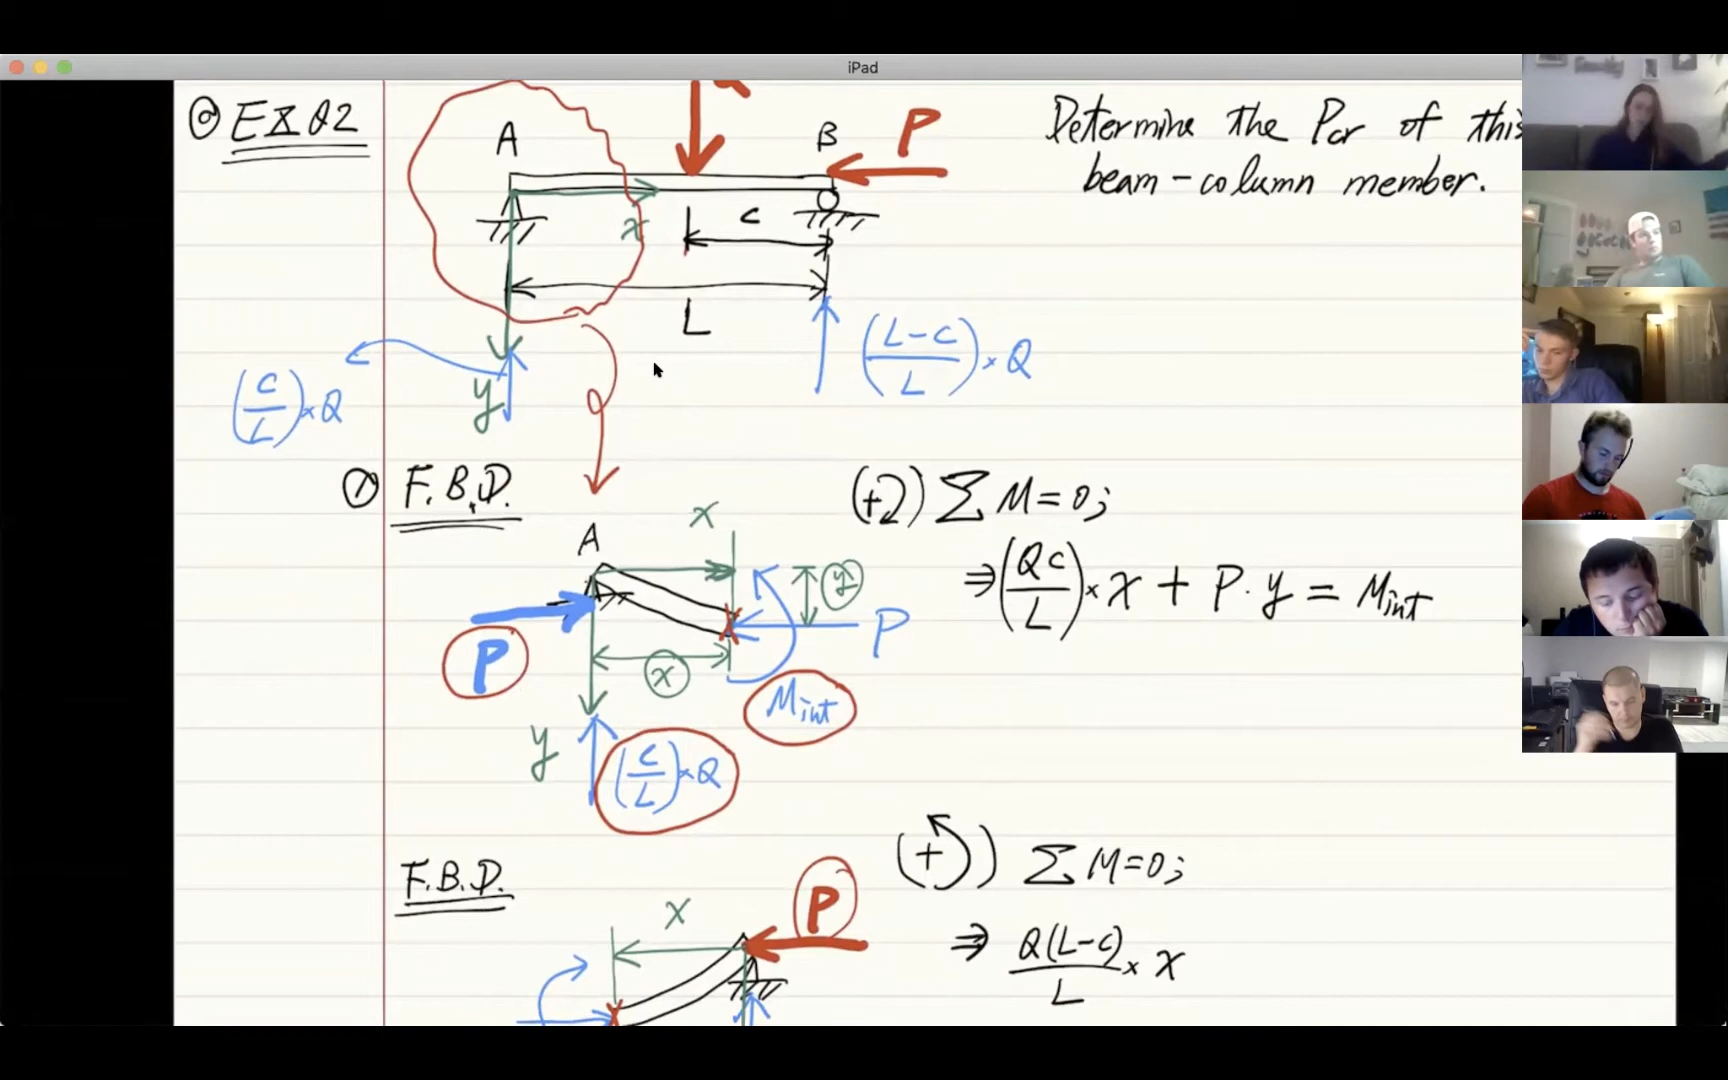 iPad
◎ EX 02
A
B
P
Determine the Pcr of this
beam-column member.
x
c
L
(C/L)×Q
y
((L-C)/L)×Q
① F.B.D.
(+↻) ΣM=0;
A
x
y
⇒ (QC/L)×x + P·y = Mint
P
P
x
Mint
y
(C/L)×Q
F.B.D.
P
(+↺) ΣM=0;
x
⇒ Q(L-C)/L × x